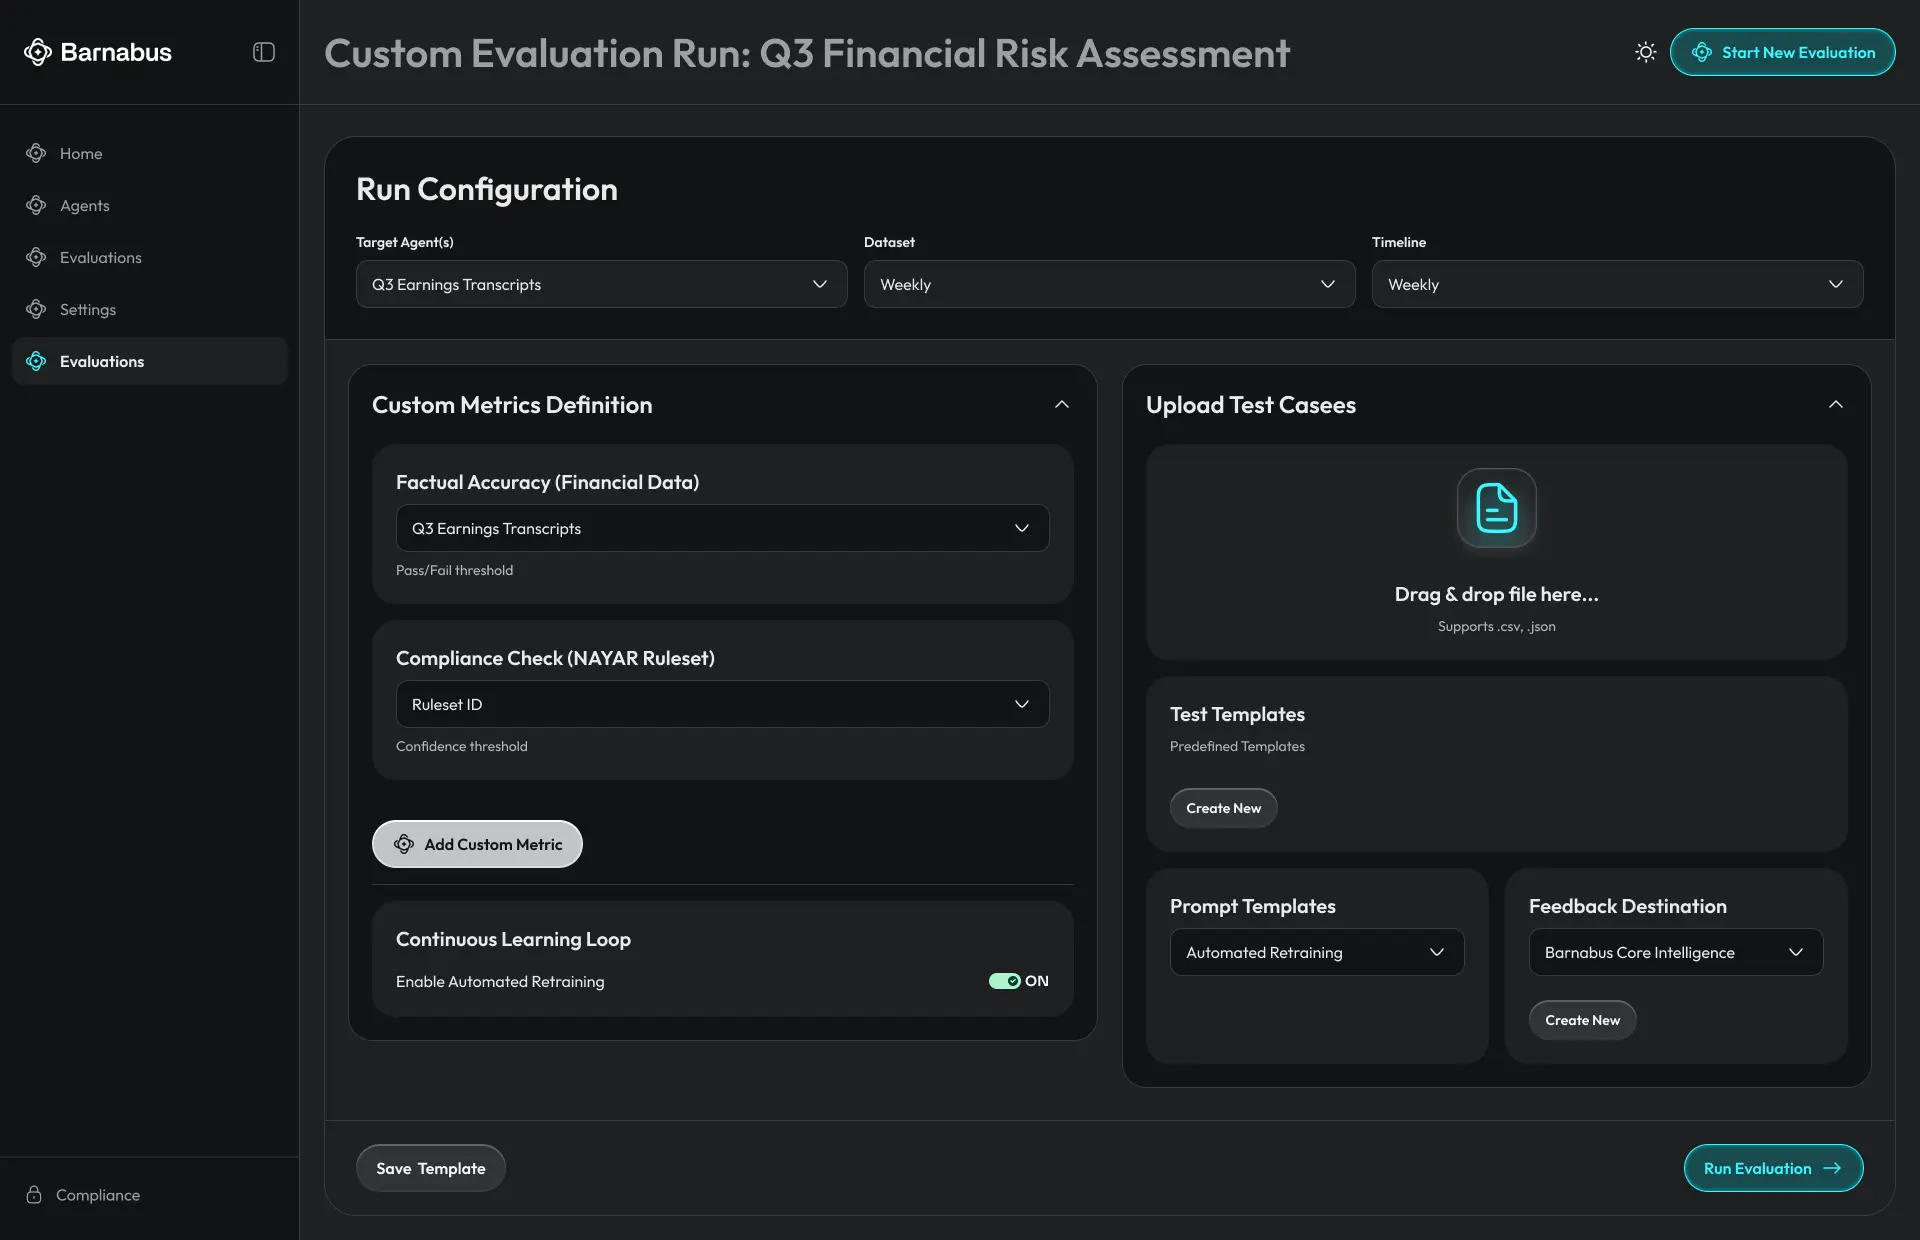 Barnabus
Custom Evaluation Run: Q3 Financial Risk Assessment
Start New Evaluation
Home
Agents
Evaluations
Settings
Evaluations
Compliance
Run Configuration
Target Agent(s)
Q3 Earnings Transcripts
Dataset
Weekly
Timeline
Weekly
Custom Metrics Definition
Factual Accuracy (Financial Data)
Q3 Earnings Transcripts
Pass/Fail threshold
Compliance Check (NAYAR Ruleset)
Ruleset ID
Confidence threshold
Add Custom Metric
Continuous Learning Loop
Enable Automated Retraining
ON
Upload Test Casees
Drag & drop file here...
Supports .csv, .json
Test Templates
Predefined Templates
Create New
Prompt Templates
Automated Retraining
Feedback Destination
Barnabus Core Intelligence
Create New
Save Template
Run Evaluation